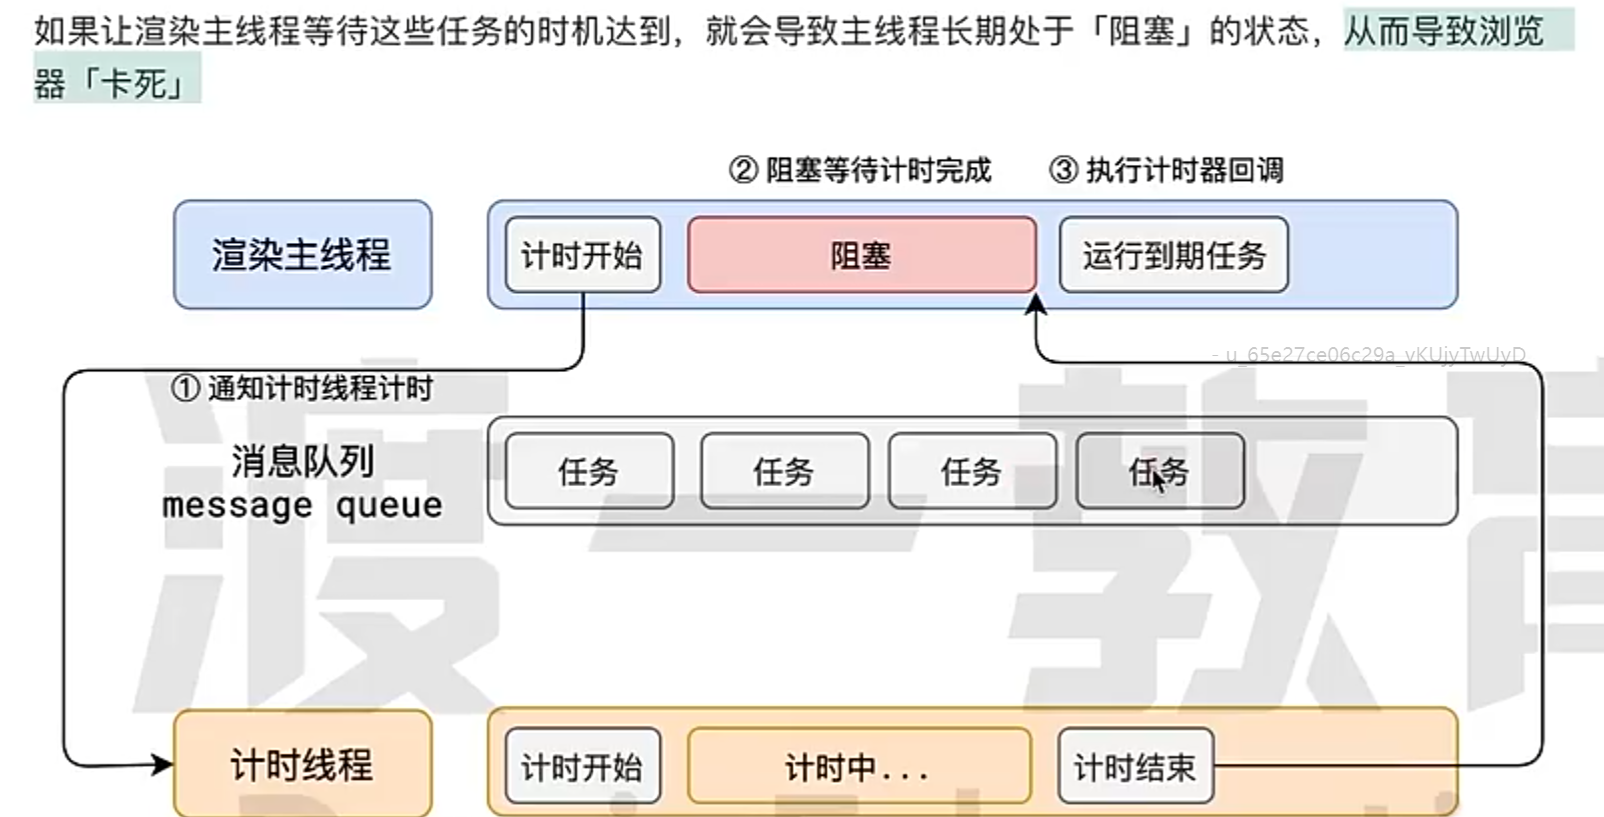 如果让渲染主线程等待这些任务的时机达到，就会导致主线程长期处于「阻塞」的状态，从而导致浏览
器「卡死」
② 阻塞等待计时完成 ③ 执行计时器回调
渲染主线程 计时开始 阻塞 运行到期任务
- u_65e27ce06c29a_vKUjyTwUyD
① 通知计时线程计时
消息队列
message queue
任务 任务 任务 任务
渡一教育
计时线程 计时开始 计时中... 计时结束